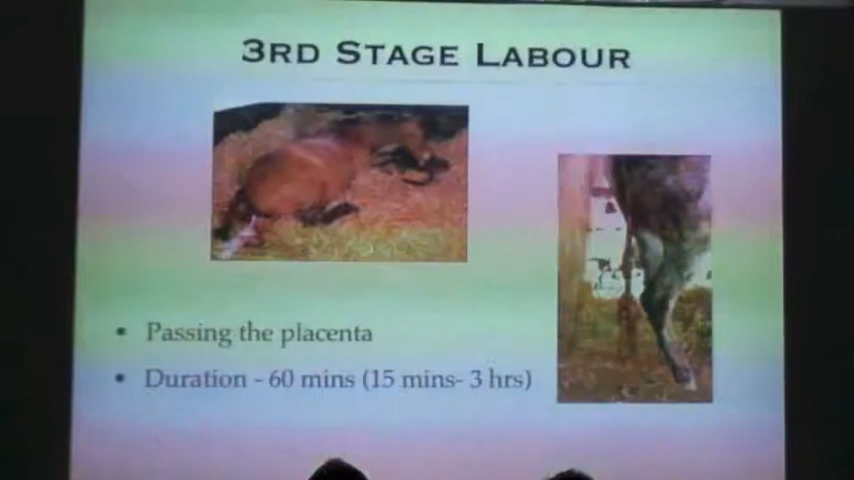 3RD STAGE LABOUR
• Passing the placenta
• Duration - 60 mins (15 mins- 3 hrs)